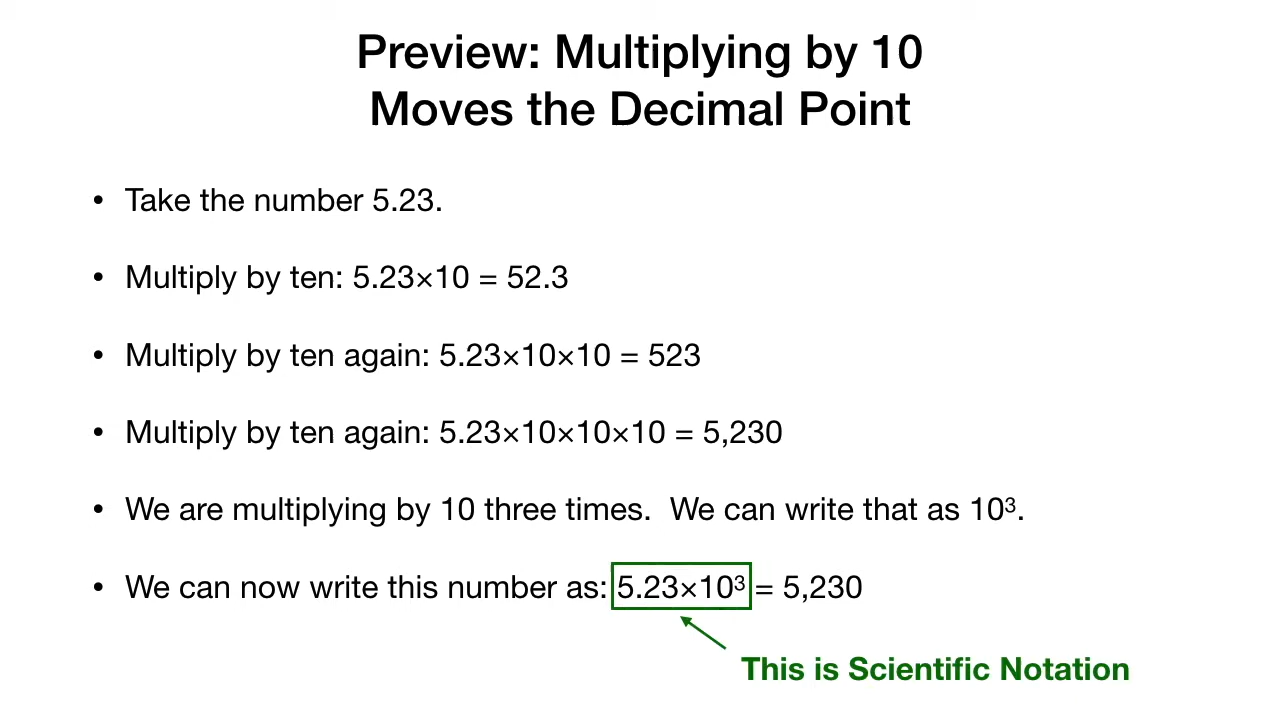 Preview: Multiplying by 10
Moves the Decimal Point
• Take the number 5.23.
• Multiply by ten: 5.23×10 = 52.3
• Multiply by ten again: 5.23×10×10 = 523
• Multiply by ten again: 5.23×10×10×10 = 5,230
• We are multiplying by 10 three times.  We can write that as 10³.
• We can now write this number as: 5.23×10³ = 5,230
This is Scientific Notation